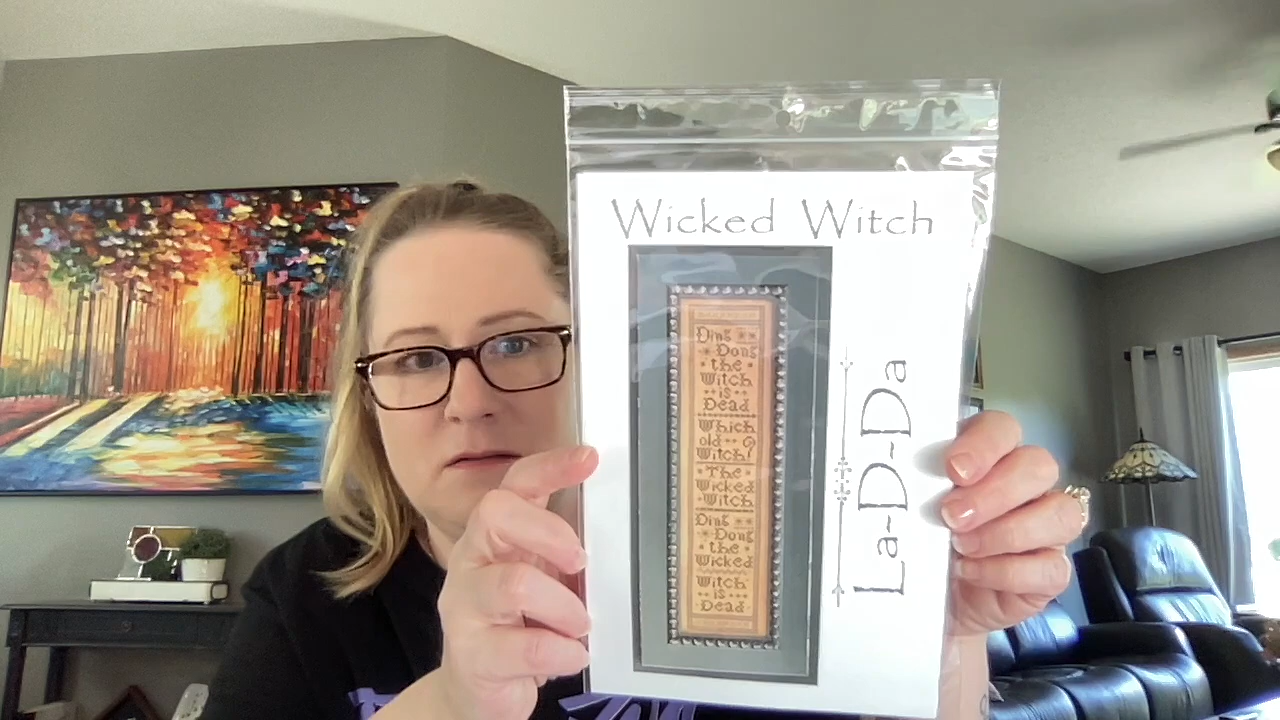 Wicked Witch
Ding
Dong
the
Witch
is
Dead
Which
old
Witch?
The
Wicked
Witch
Ding
Dong
the
Wicked
Witch
is
Dead
La-D-Da